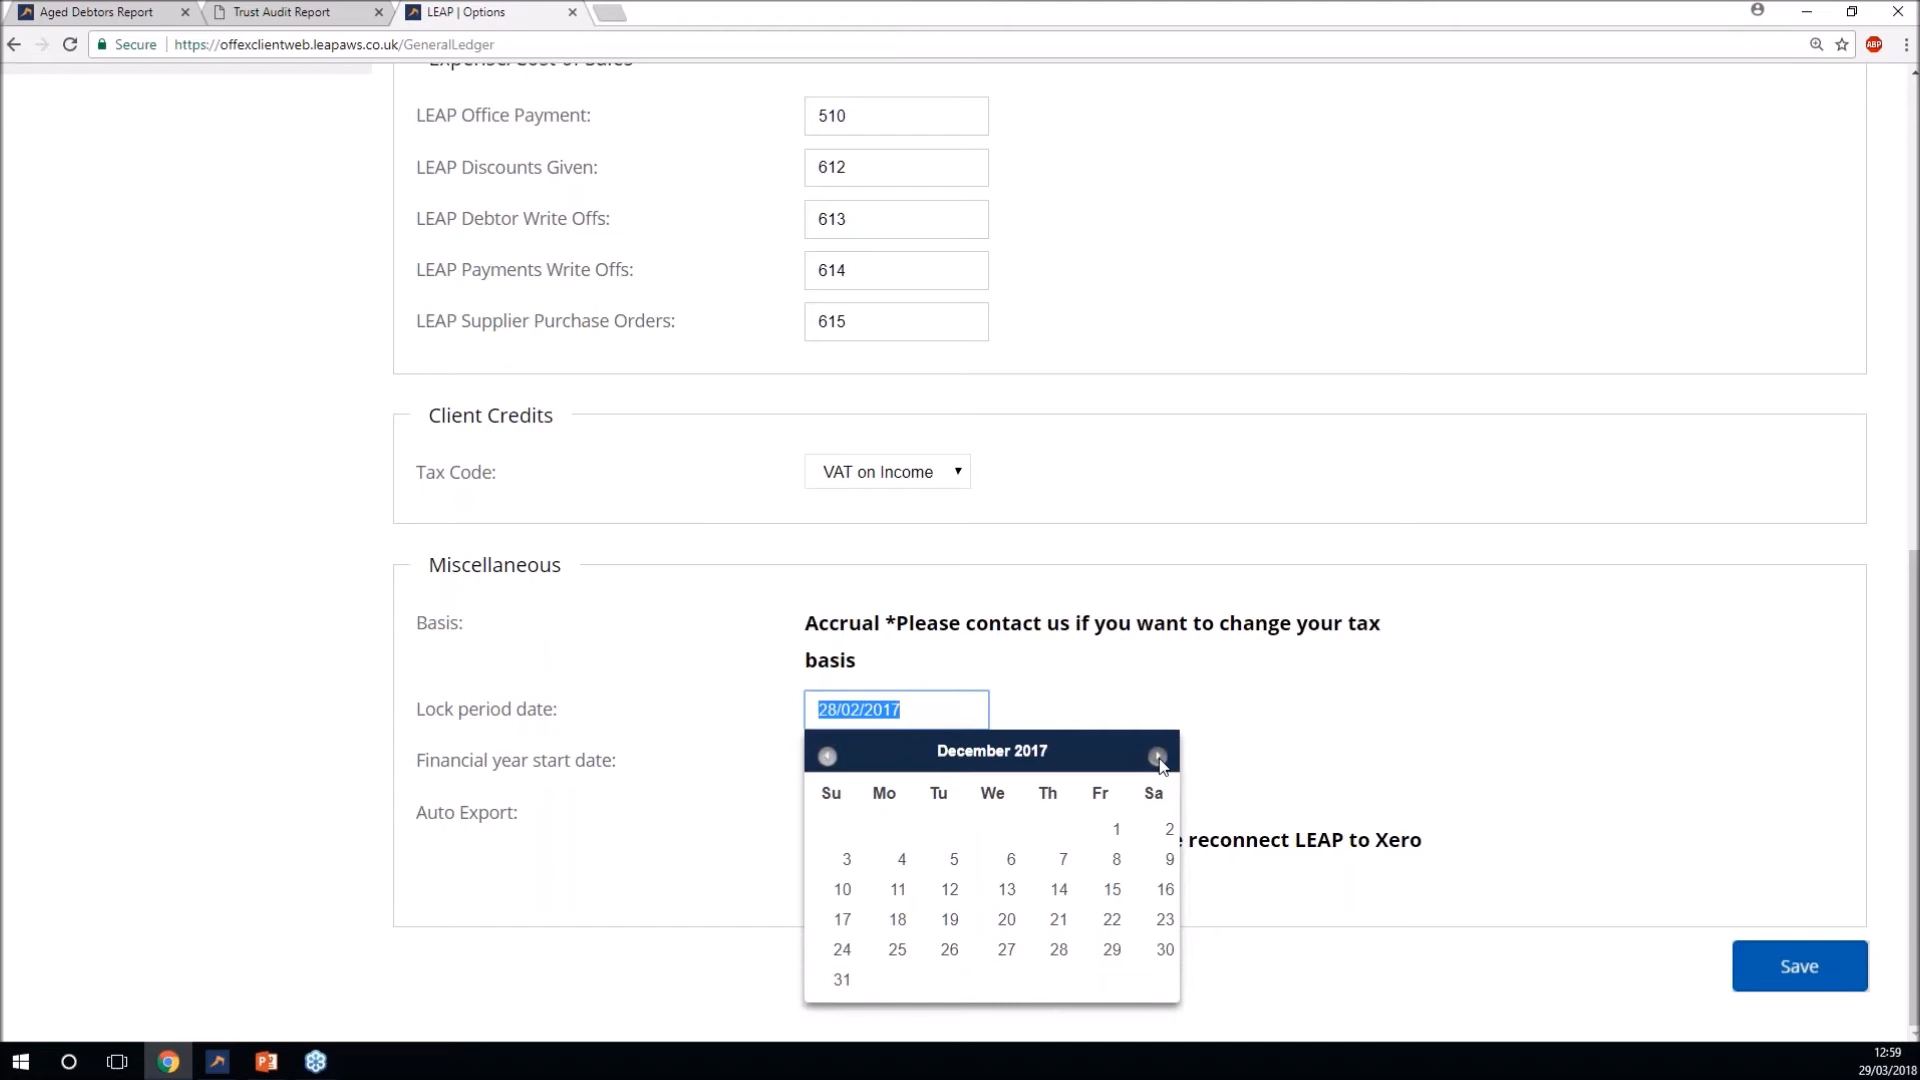 Aged Debtors Report
Trust Audit Report
LEAP | Options
Secure
https://offexclientweb.leapaws.co.uk/GeneralLedger
ABP
Expense/Cost of Sales
LEAP Office Payment: 510
LEAP Discounts Given: 612
LEAP Debtor Write Offs: 613
LEAP Payments Write Offs: 614
LEAP Supplier Purchase Orders: 615
Client Credits
Tax Code: VAT on Income
Miscellaneous
Basis: Accrual *Please contact us if you want to change your tax
basis
Lock period date: 28/02/2017
December 2017
Financial year start date:
Su Mo Tu We Th Fr Sa
Auto Export:
1 2
reconnect LEAP to Xero
3 4 5 6 7 8 9
10 11 12 13 14 15 16
17 18 19 20 21 22 23
24 25 26 27 28 29 30
31
Save
12:59
29/03/2018